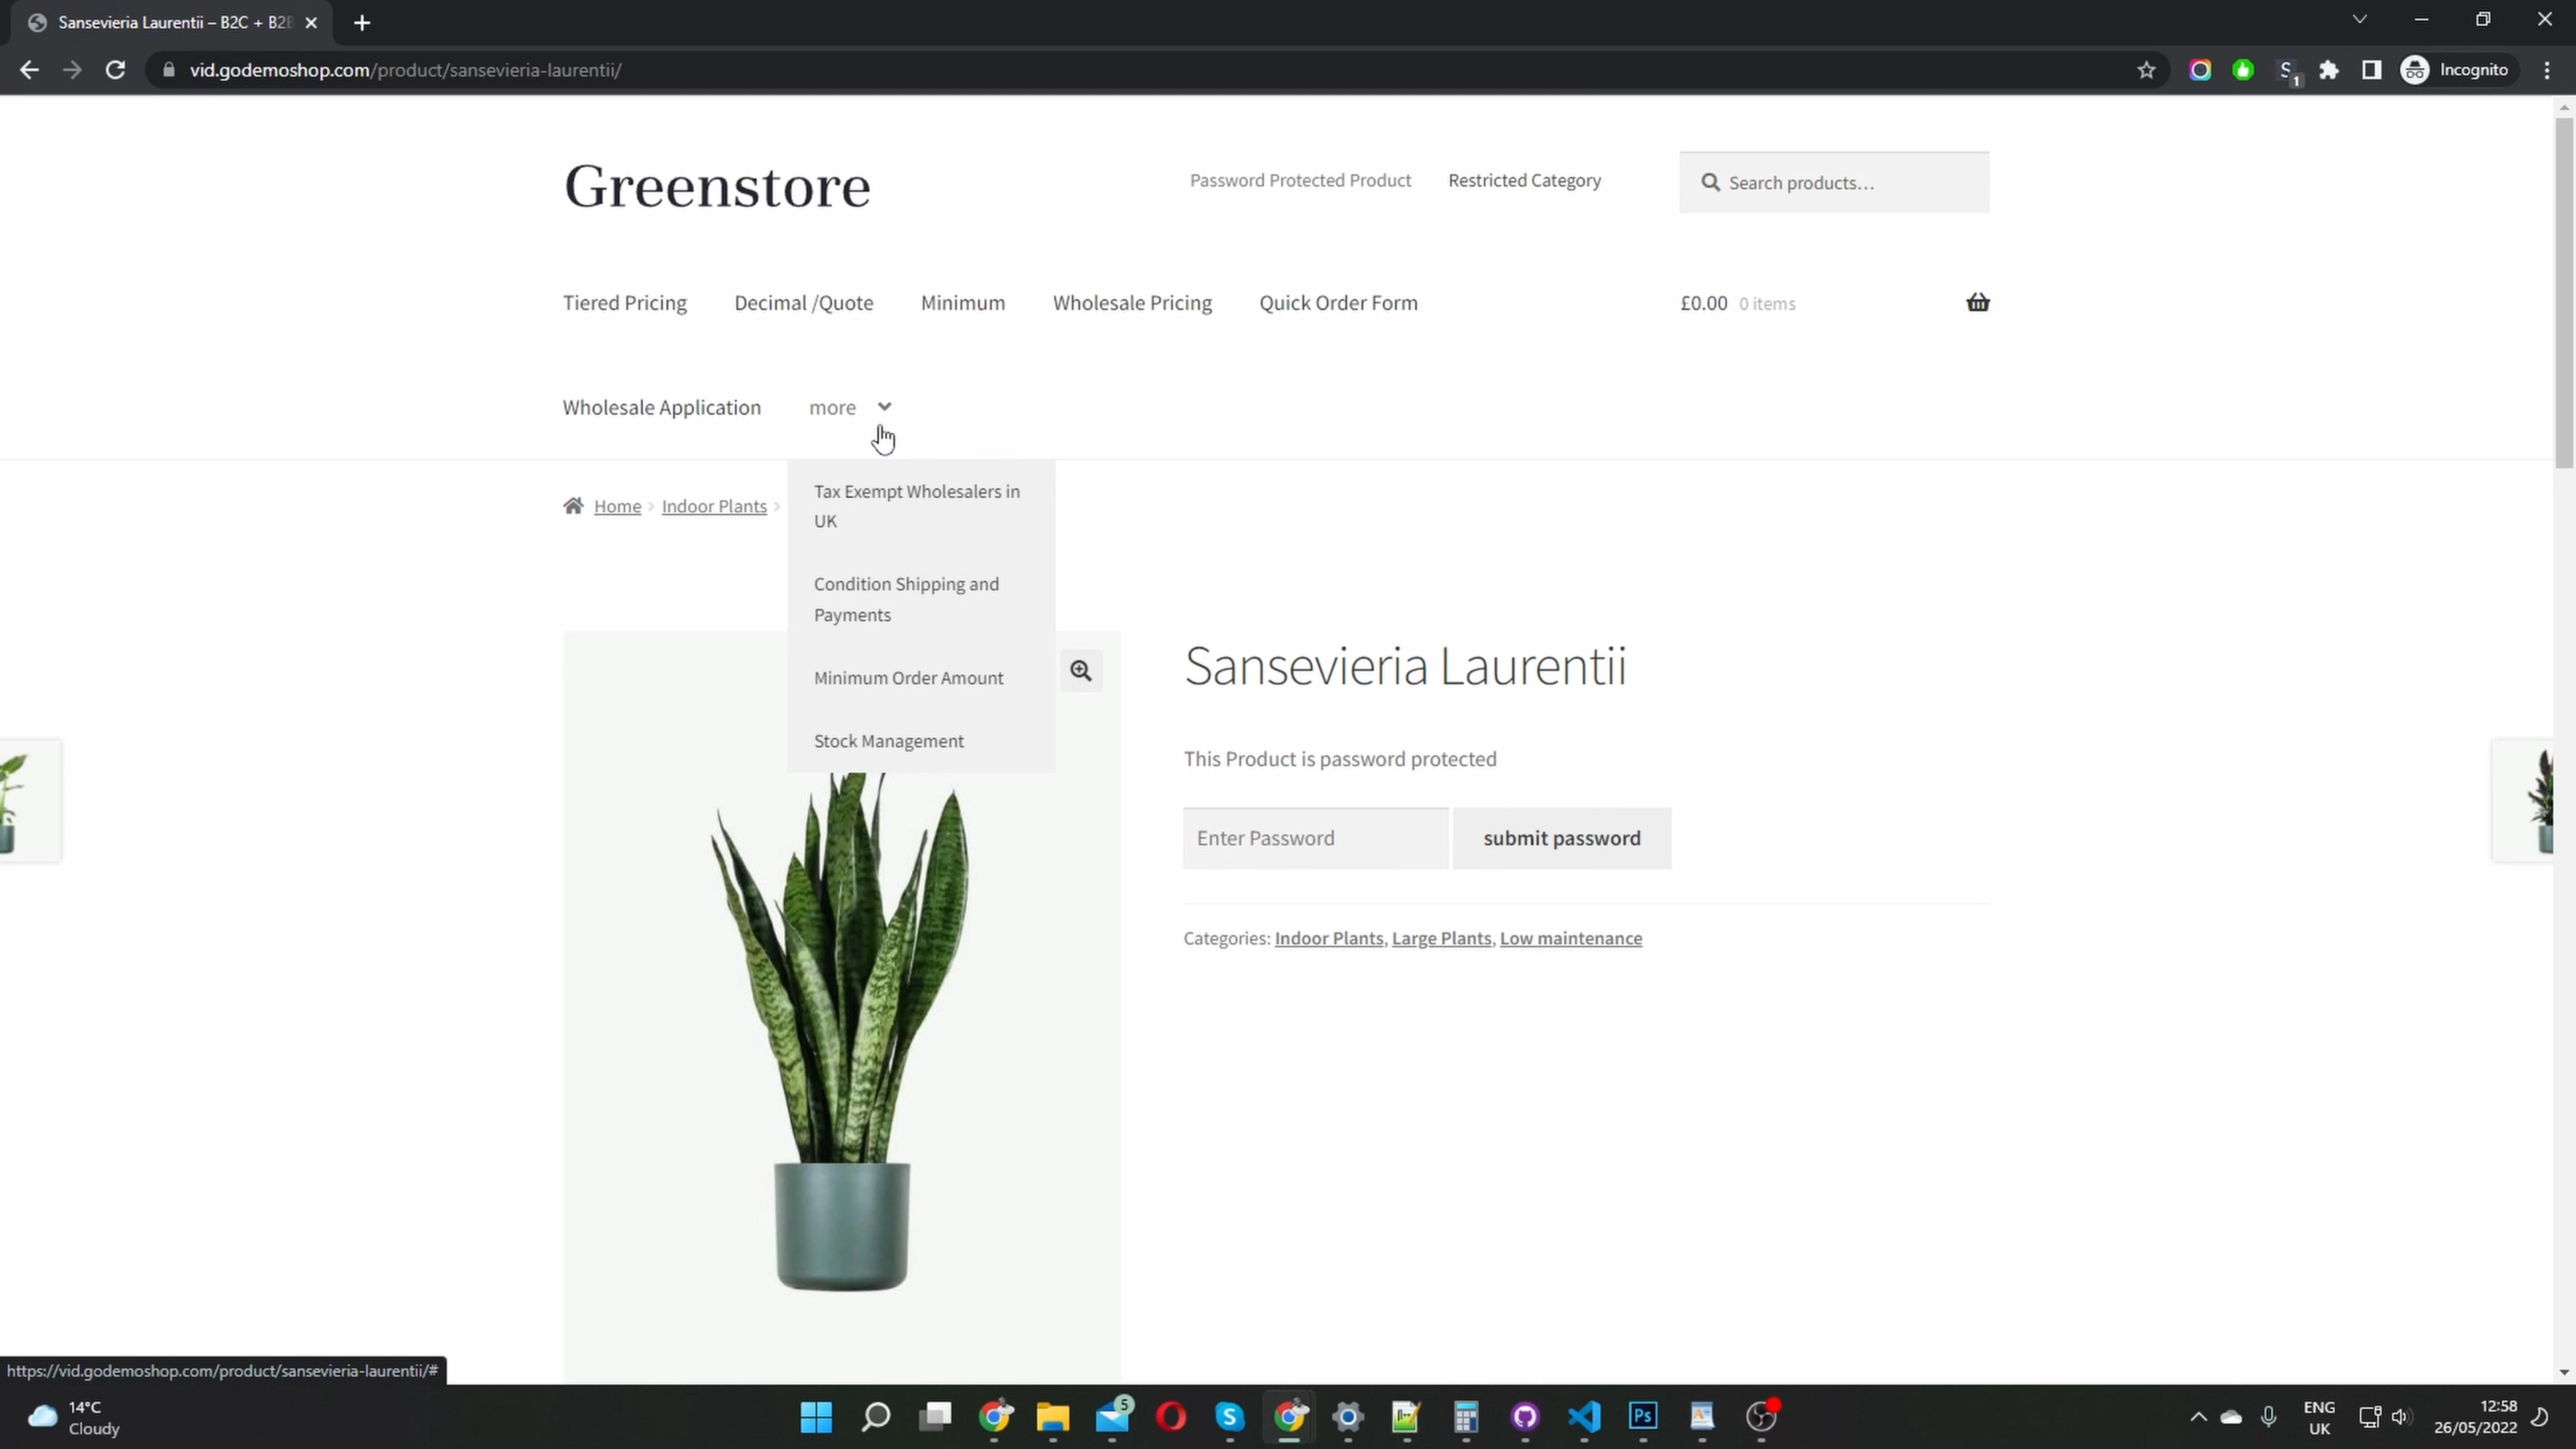 Sansevieria Laurentii – B2C + B2B
vid.godemoshop.com/product/sansevieria-laurentii/
1
Incognito
Greenstore
Password Protected Product
Restricted Category
Search products…
Tiered Pricing
Decimal /Quote
Minimum
Wholesale Pricing
Quick Order Form
£0.00 0 items
Wholesale Application
more
Home
Indoor Plants
Tax Exempt Wholesalers in
UK
Condition Shipping and
Payments
Minimum Order Amount
Stock Management
Sansevieria Laurentii
This Product is password protected
Enter Password
submit password
Categories: Indoor Plants, Large Plants, Low maintenance
https://vid.godemoshop.com/product/sansevieria-laurentii/#
14°C
Cloudy
5
Ps
ENG
UK
12:58
26/05/2022